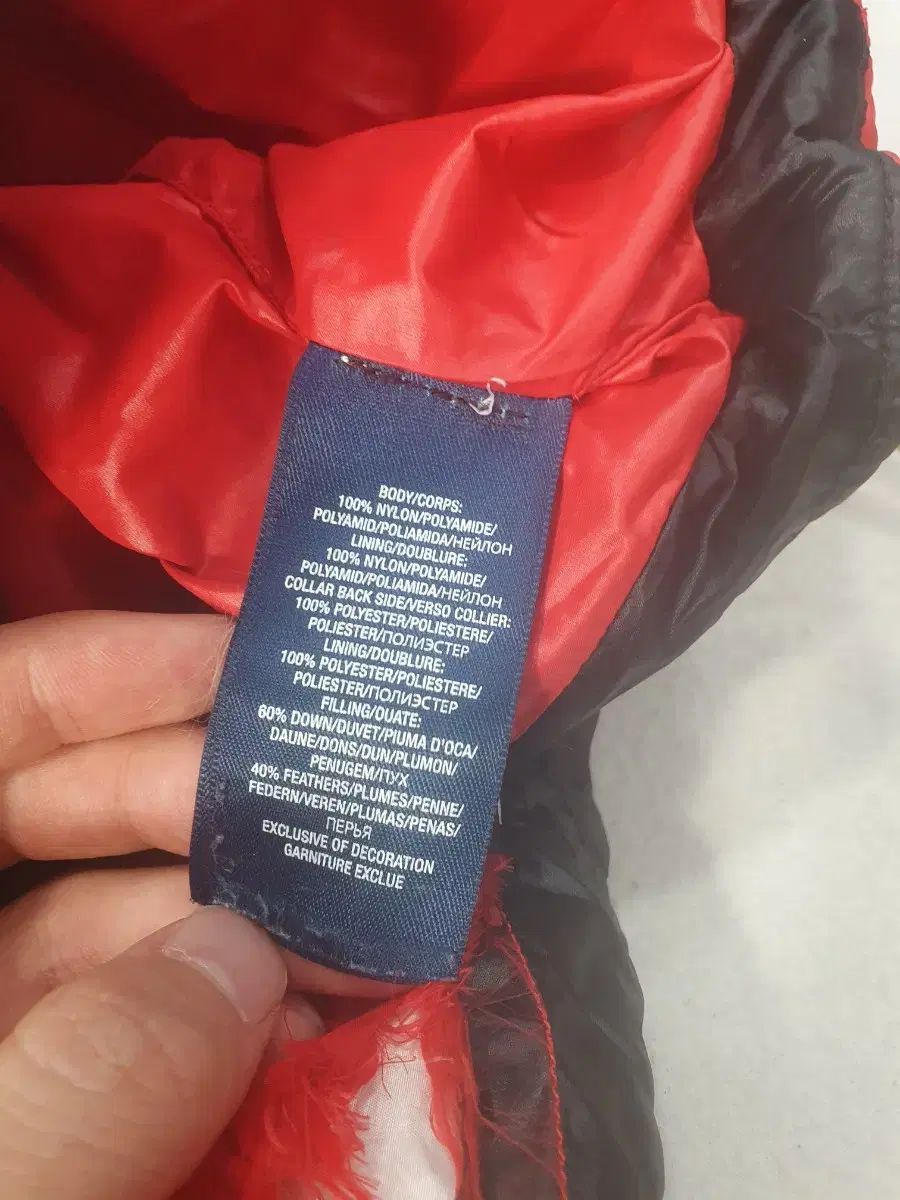 BODY/CORPS:
100% NYLON/POLYAMIDE/
POLYAMID/POLIAMIDA/НЕЙЛОН
LINING/DOUBLURE:
100% NYLON/POLYAMIDE/
POLYAMID/POLIAMIDA/НЕЙЛОН
COLLAR BACK SIDE/VERSO COLLIER:
100% POLYESTER/POLIESTERE/
POLIESTER/ПОЛИЭСТЕР
LINING/DOUBLURE:
100% POLYESTER/POLIESTERE/
POLIESTER/ПОЛИЭСТЕР
FILLING/OUATE:
60% DOWN/DUVET/PIUMA D'OCA/
DAUNE/DONS/DUN/PLUMON/
PENUGEM/ПУХ
40% FEATHERS/PLUMES/PENNE/
FEDERN/VEREN/PLUMAS/PENAS/
ПЕРЬЯ
EXCLUSIVE OF DECORATION
GARNITURE EXCLUE